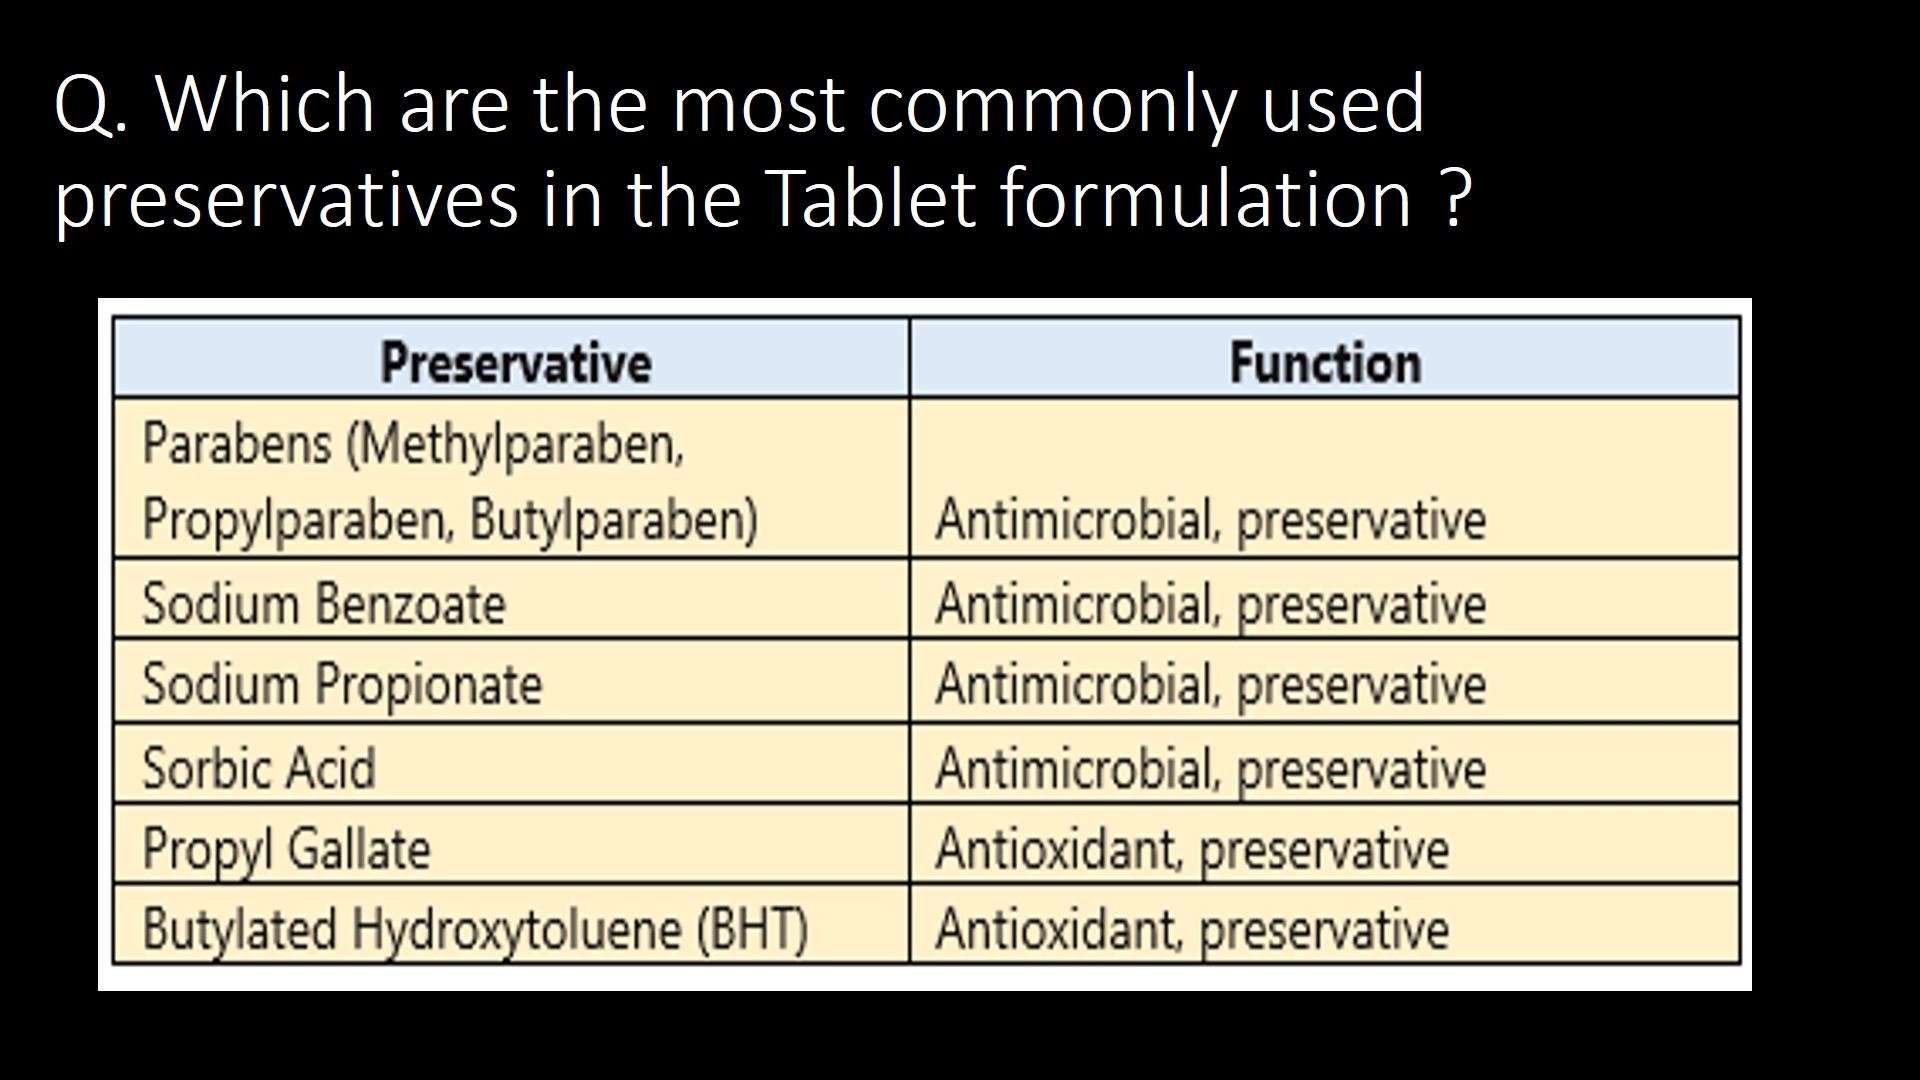 Q. Which are the most commonly used
preservatives in the Tablet formulation ?
Preservative Function
Parabens (Methylparaben,
Propylparaben, Butylparaben) Antimicrobial, preservative
Sodium Benzoate Antimicrobial, preservative
Sodium Propionate Antimicrobial, preservative
Sorbic Acid Antimicrobial, preservative
Propyl Gallate Antioxidant, preservative
Butylated Hydroxytoluene (BHT) Antioxidant, preservative